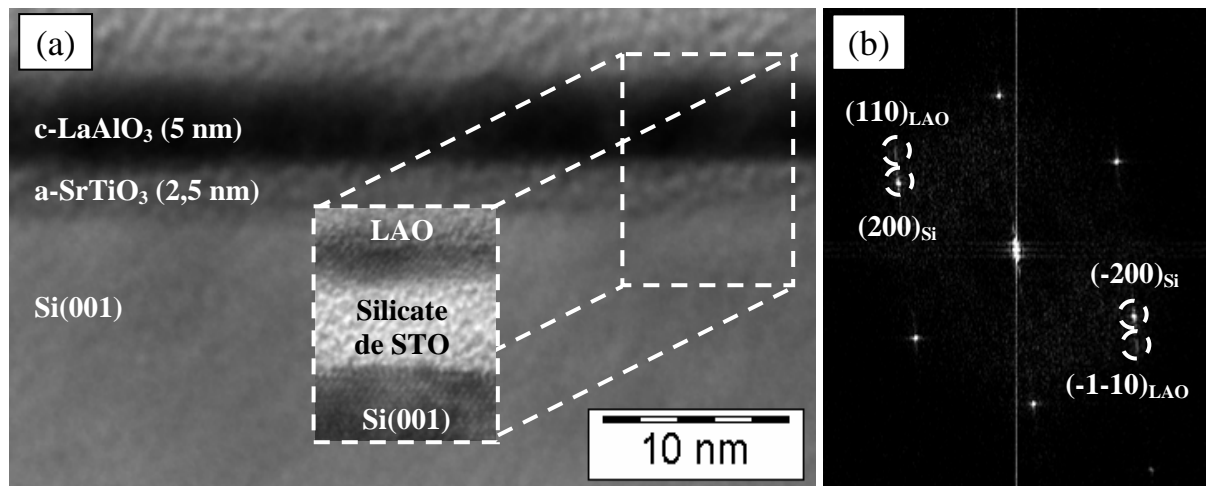 (a)
c-LaAlO₃ (5 nm)
a-SrTiO₃ (2,5 nm)
Si(001)
LAO
Silicate
de STO
Si(001)
10 nm
(b)
(110)LAO
(200)Si
(-200)Si
(-1-10)LAO